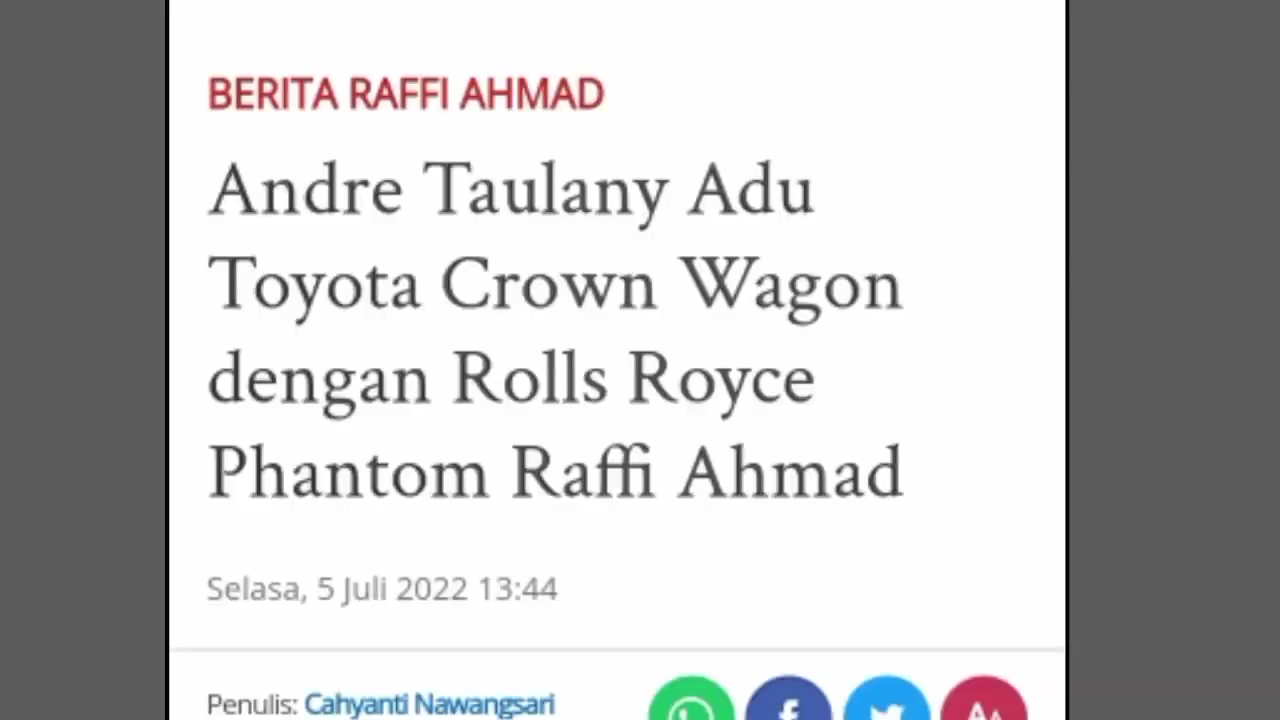 BERITA RAFFI AHMAD
Andre Taulany Adu
Toyota Crown Wagon
dengan Rolls Royce
Phantom Raffi Ahmad
Selasa, 5 Juli 2022 13:44
Penulis: Cahyanti Nawangsari